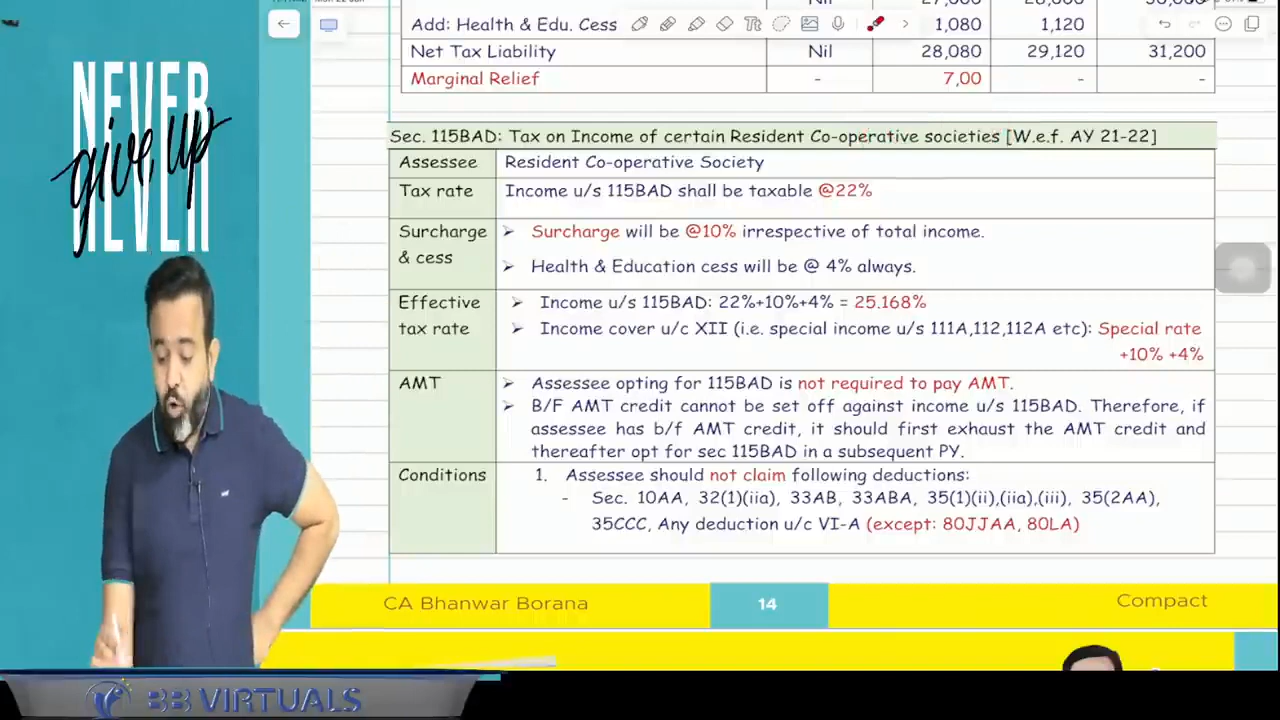 NEVER
give up
NEVER
Add: Health & Edu. Cess 1,080 1,120
Net Tax Liability Nil 28,080 29,120 31,200
Marginal Relief - 7,00 - -
Sec. 115BAD: Tax on Income of certain Resident Co-operative societies [W.e.f. AY 21-22]
Assessee Resident Co-operative Society
Tax rate Income u/s 115BAD shall be taxable @22%
Surcharge & cess
➢ Surcharge will be @10% irrespective of total income.
➢ Health & Education cess will be @ 4% always.
Effective tax rate
➢ Income u/s 115BAD: 22%+10%+4% = 25.168%
➢ Income cover u/c XII (i.e. special income u/s 111A,112,112A etc): Special rate
+10% +4%
AMT
➢ Assessee opting for 115BAD is not required to pay AMT.
➢ B/F AMT credit cannot be set off against income u/s 115BAD. Therefore, if
assessee has b/f AMT credit, it should first exhaust the AMT credit and
thereafter opt for sec 115BAD in a subsequent PY.
Conditions
1. Assessee should not claim following deductions:
- Sec. 10AA, 32(1)(iia), 33AB, 33ABA, 35(1)(ii),(iia),(iii), 35(2AA),
35CCC, Any deduction u/c VI-A (except: 80JJAA, 80LA)
CA Bhanwar Borana 14 Compact
BB VIRTUALS